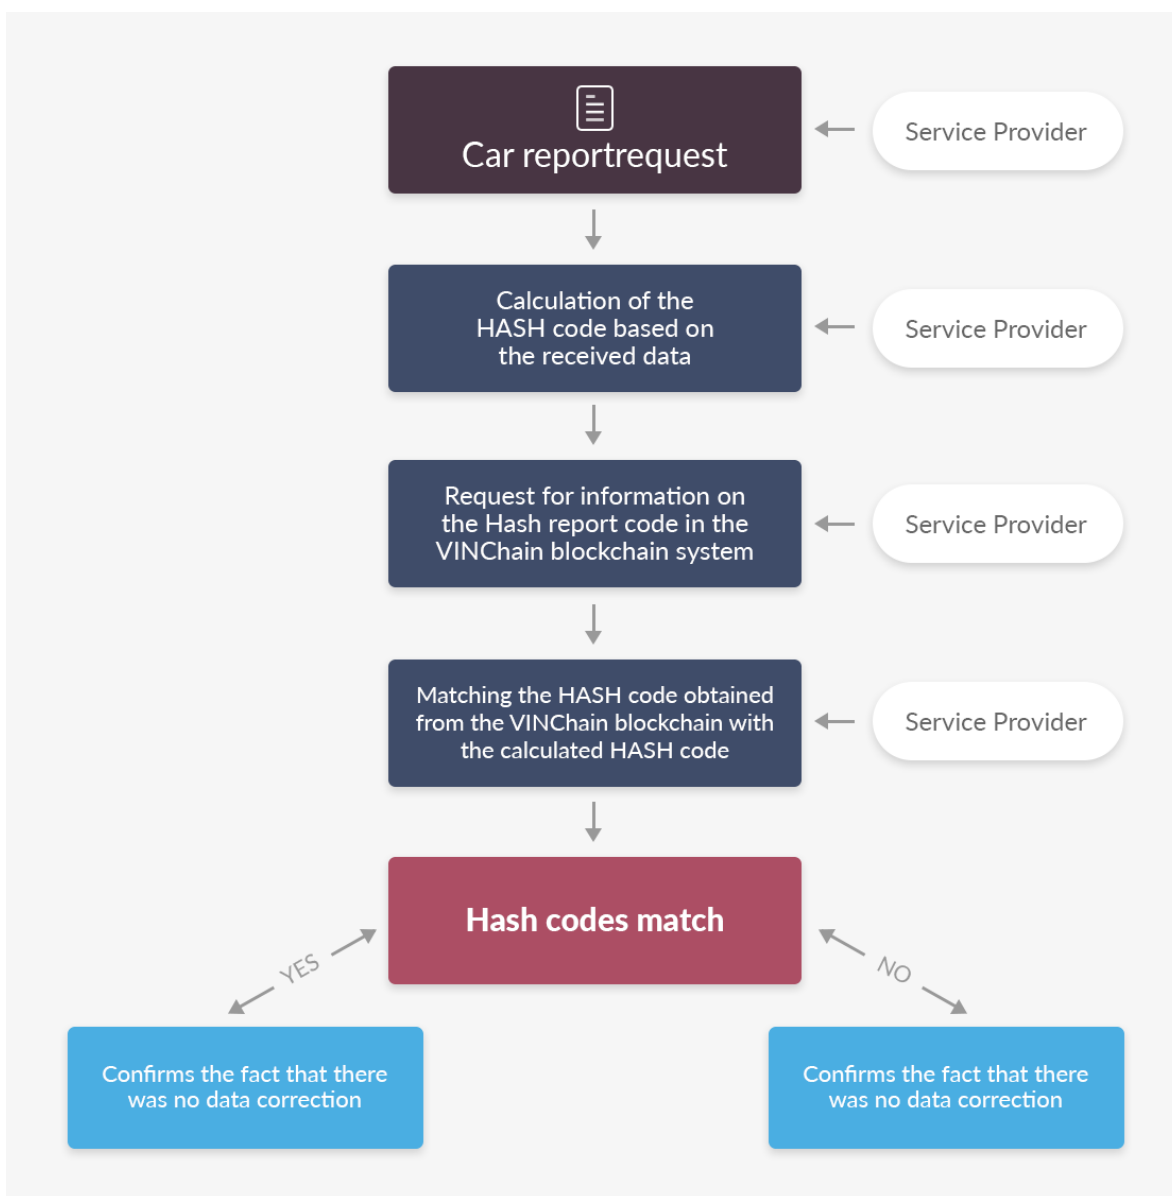 Car reportrequest
Service Provider
Calculation of the
HASH code based on
the received data
Service Provider
Request for information on
the Hash report code in the
VINChain blockchain system
Service Provider
Matching the HASH code obtained
from the VINChain blockchain with
the calculated HASH code
Service Provider
Hash codes match
YES
NO
Confirms the fact that there
was no data correction
Confirms the fact that there
was no data correction